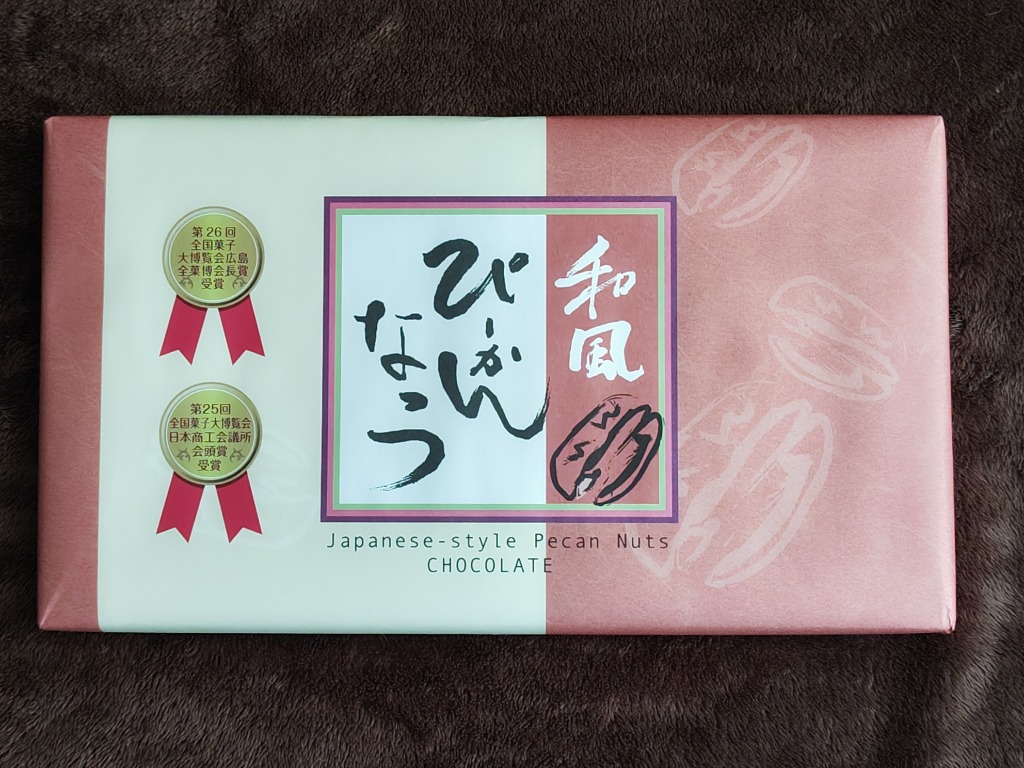 第26回
全国菓子
大博覧会広島
全菓博会長賞
受賞
第25回
全国菓子大博覧会
日本商工会議所
会頭賞
受賞
和風
ぴーかん
なっつ
Japanese-style Pecan Nuts
CHOCOLATE